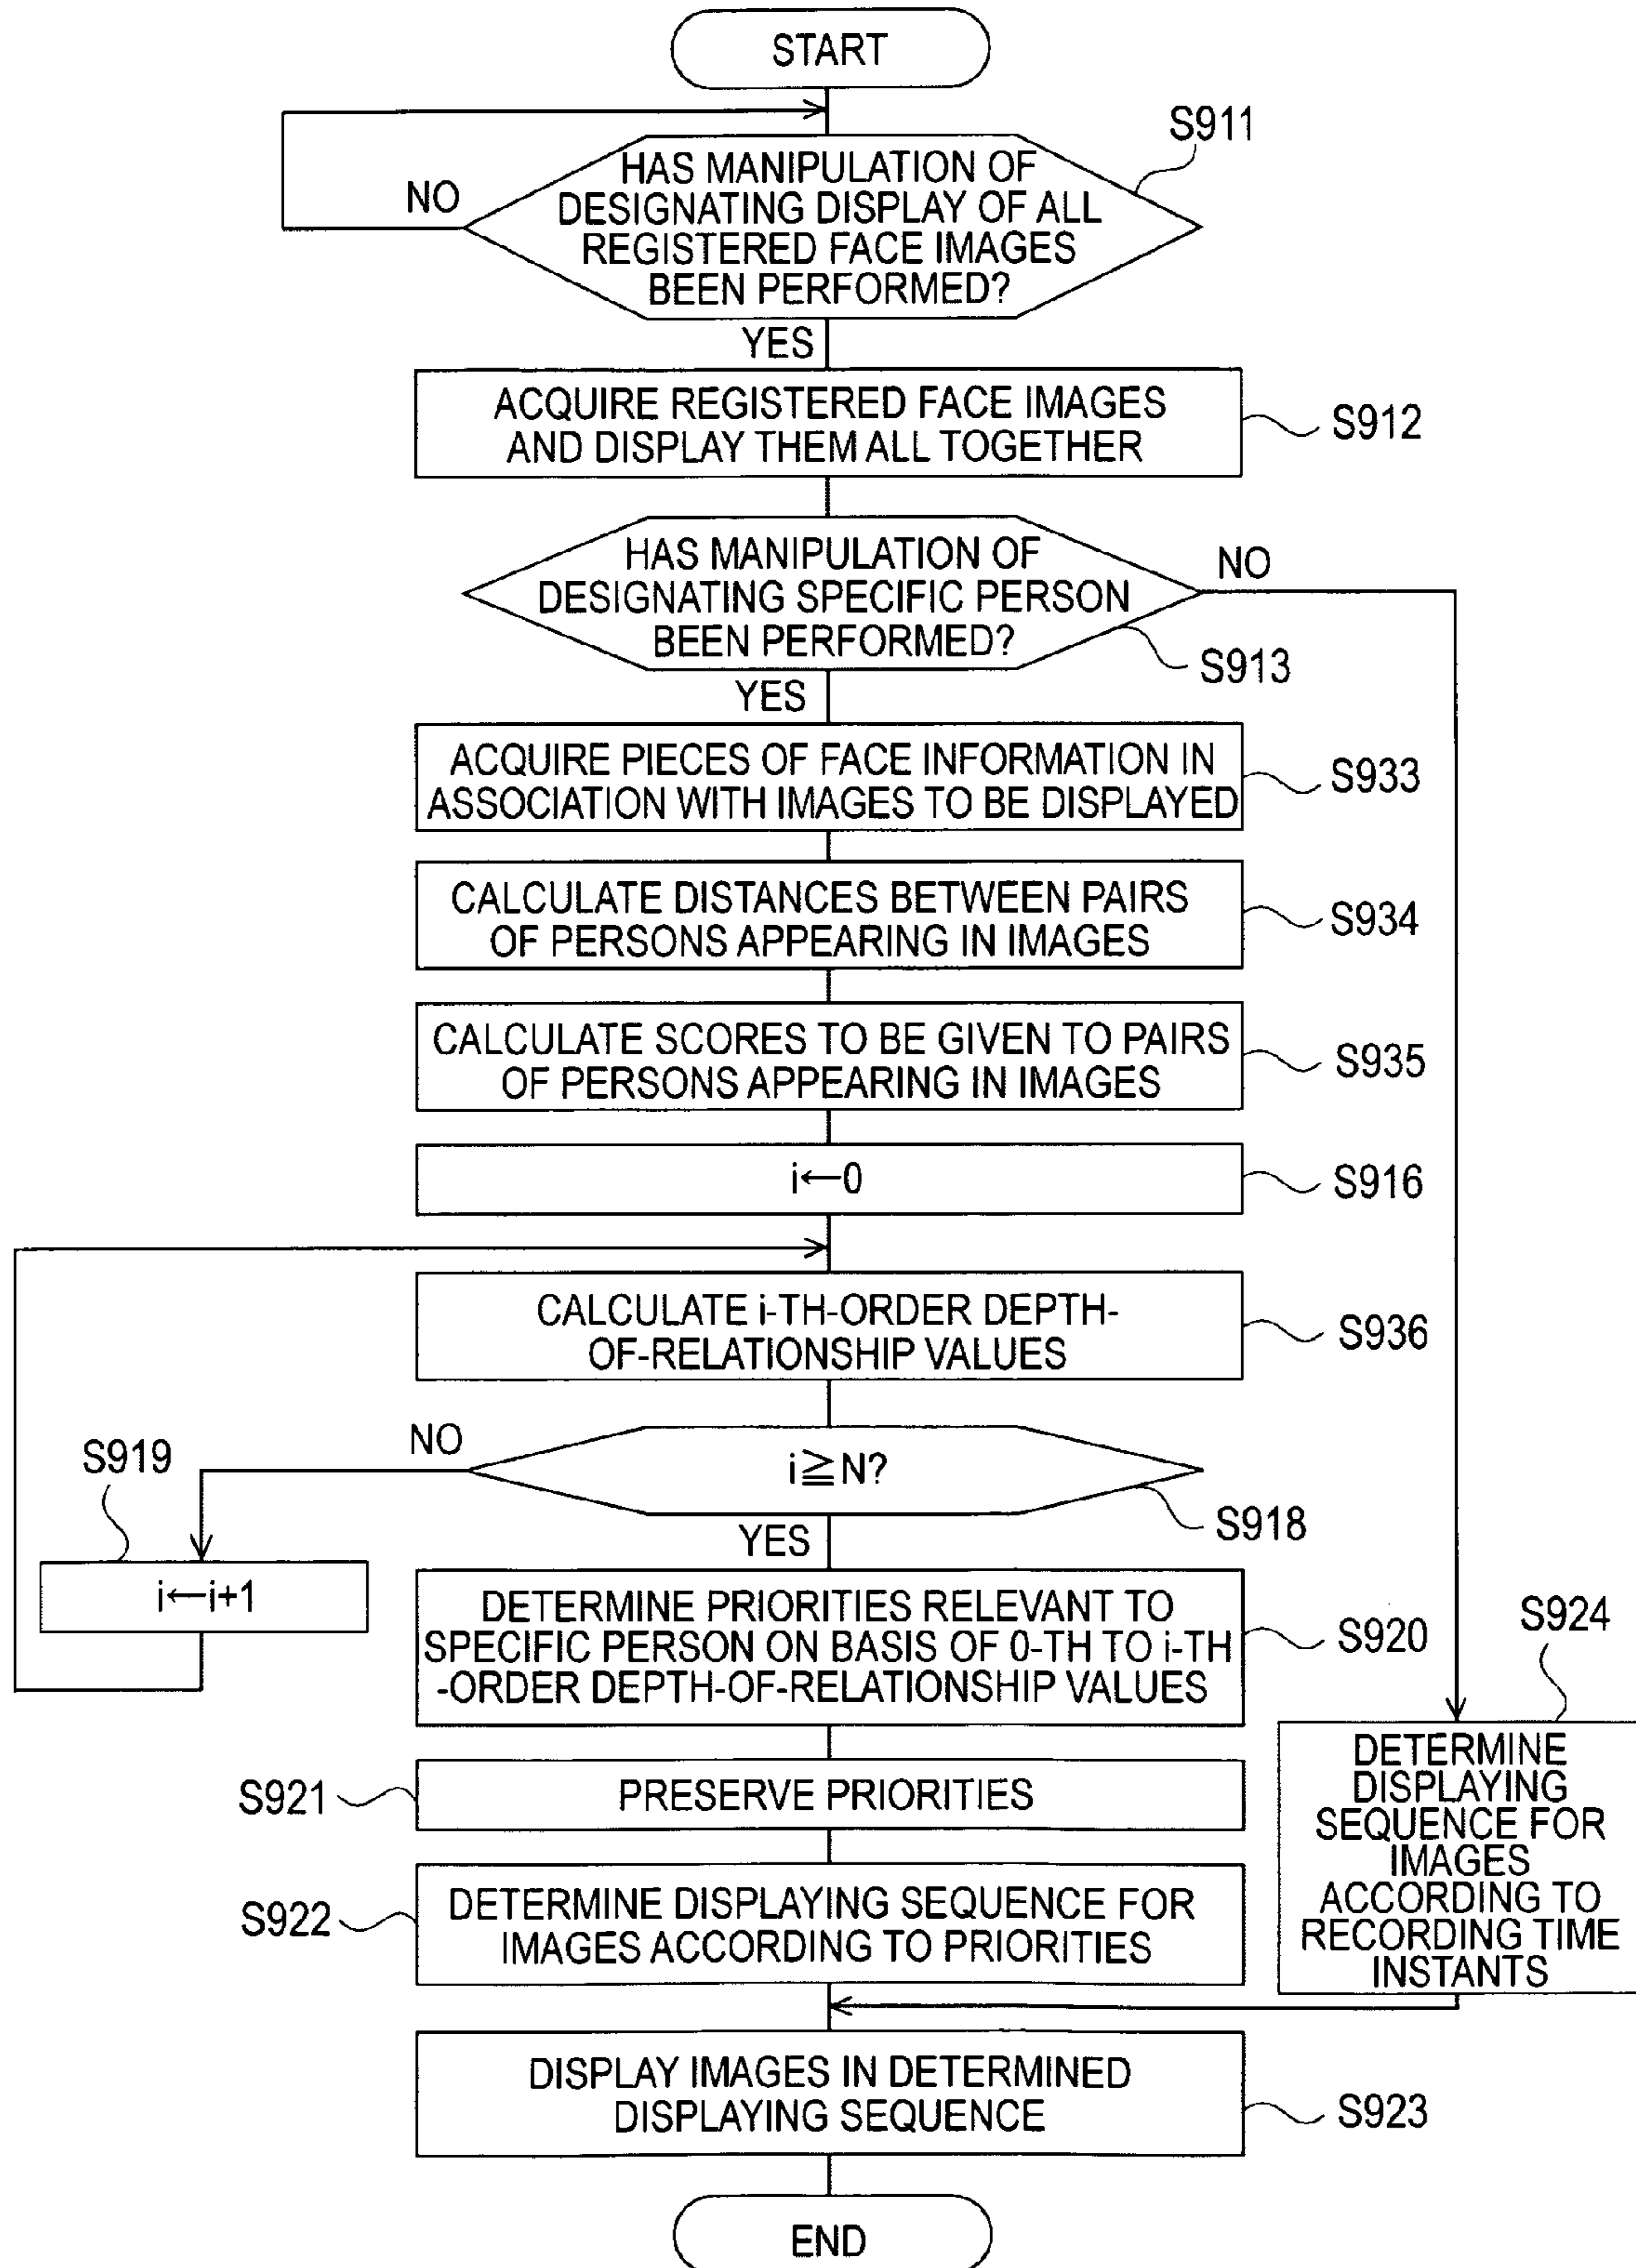 START
S911
HAS MANIPULATION OF
DESIGNATING DISPLAY OF ALL
REGISTERED FACE IMAGES
BEEN PERFORMED?
NO
YES
ACQUIRE REGISTERED FACE IMAGES
AND DISPLAY THEM ALL TOGETHER
S912
HAS MANIPULATION OF
DESIGNATING SPECIFIC PERSON
BEEN PERFORMED?
NO
S913
YES
ACQUIRE PIECES OF FACE INFORMATION IN
ASSOCIATION WITH IMAGES TO BE DISPLAYED
S933
CALCULATE DISTANCES BETWEEN PAIRS
OF PERSONS APPEARING IN IMAGES
S934
CALCULATE SCORES TO BE GIVEN TO PAIRS
OF PERSONS APPEARING IN IMAGES
S935
i←0
S916
CALCULATE i-TH-ORDER DEPTH-
OF-RELATIONSHIP VALUES
S936
NO
i≧N?
S918
S919
i←i+1
YES
DETERMINE PRIORITIES RELEVANT TO
SPECIFIC PERSON ON BASIS OF 0-TH TO i-TH
-ORDER DEPTH-OF-RELATIONSHIP VALUES
S920
S921
PRESERVE PRIORITIES
S922
DETERMINE DISPLAYING SEQUENCE FOR
IMAGES ACCORDING TO PRIORITIES
S924
DETERMINE
DISPLAYING
SEQUENCE FOR
IMAGES
ACCORDING TO
RECORDING TIME
INSTANTS
DISPLAY IMAGES IN DETERMINED
DISPLAYING SEQUENCE
S923
END